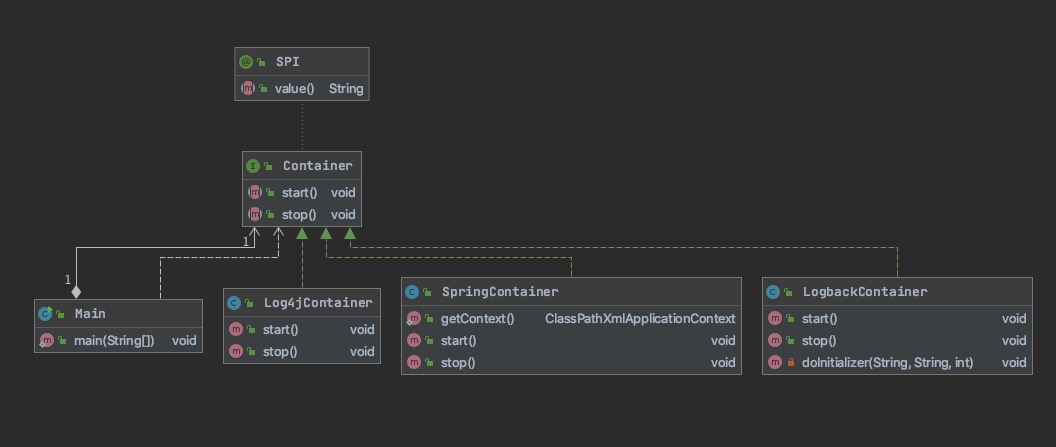 SPI
value() String
Container
start() void
stop() void
1
1
Main
main(String[]) void
Log4jContainer
start() void
stop() void
SpringContainer
getContext() ClassPathXmlApplicationContext
start() void
stop() void
LogbackContainer
start() void
stop() void
doInitializer(String, String, int) void